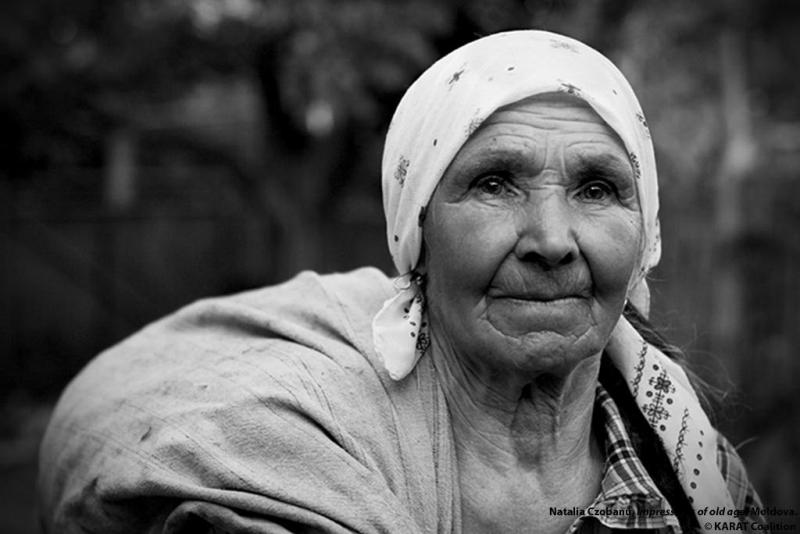 Natalia Czobanu, Impressions of old age, Moldova.
© KARAT Coalition